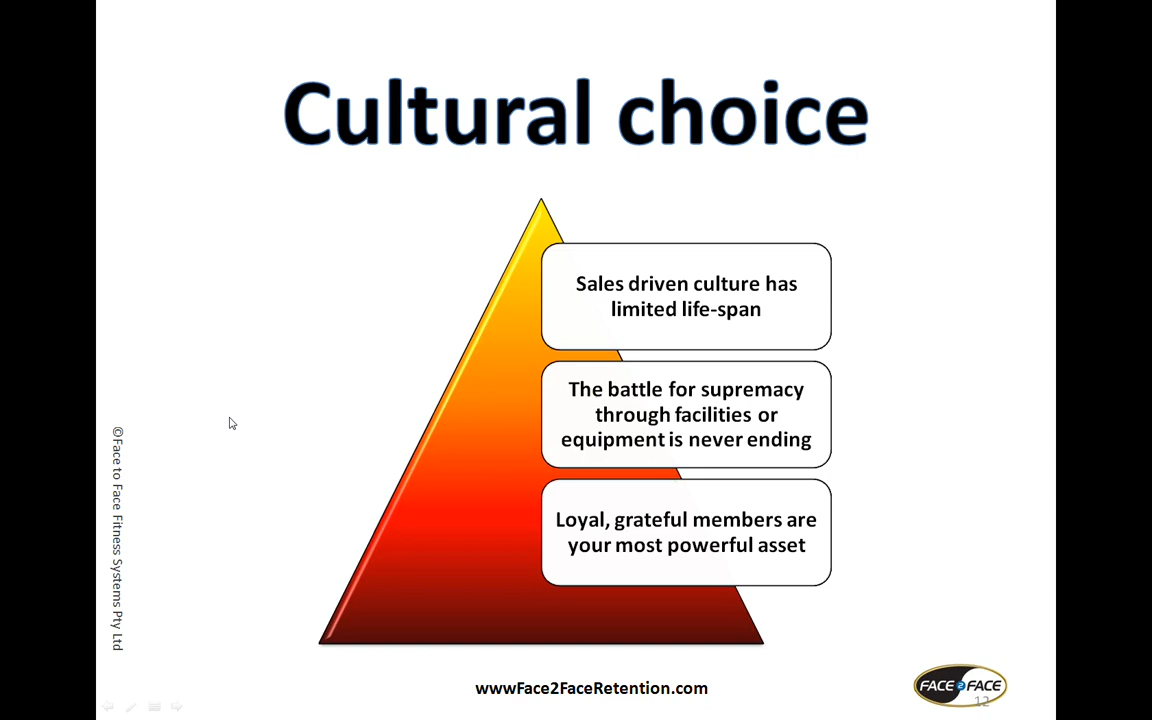 Cultural choice
Sales driven culture has
limited life-span
The battle for supremacy
through facilities or
equipment is never ending
Loyal, grateful members are
your most powerful asset
©Face to Face Fitness Systems Pty Ltd
wwwFace2FaceRetention.com
FACE 2 FACE
12